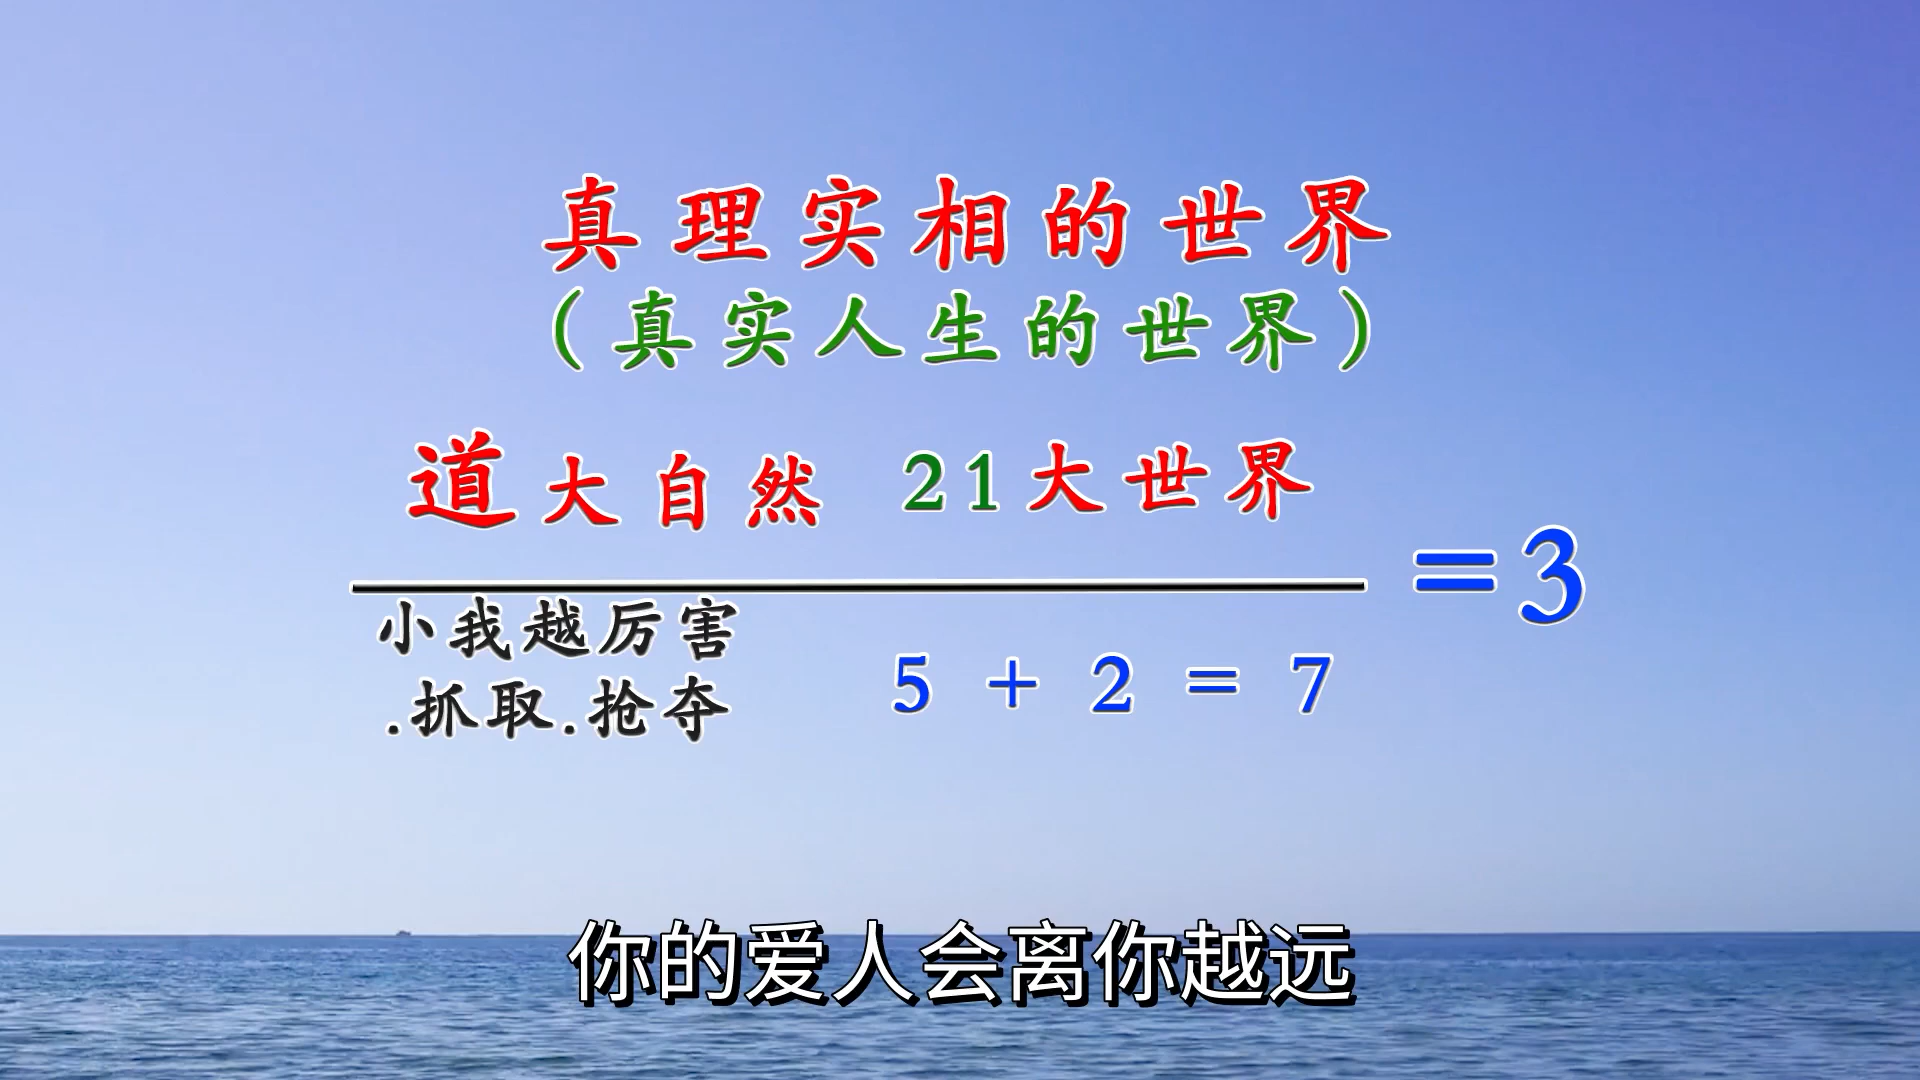 真理实相的世界
（真实人生的世界）
道大自然 21大世界
=3
小我越厉害
.抓取.抢夺
5 + 2 = 7
你的爱人会离你越远